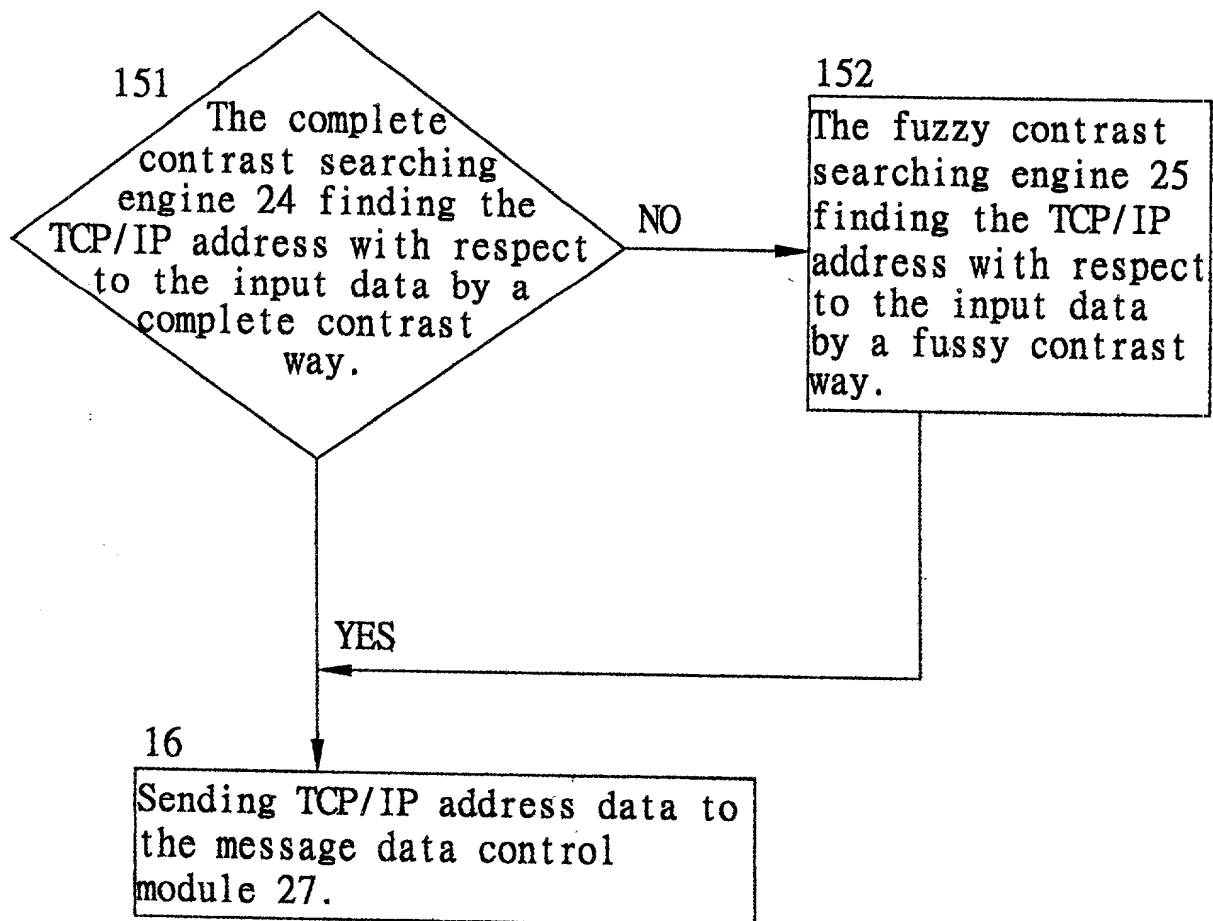 151
The complete
contrast searching
engine 24 finding the
TCP/IP address with respect
to the input data by a
complete contrast
way.
NO
152
The fuzzy contrast
searching engine 25
finding the TCP/IP
address with respect
to the input data
by a fussy contrast
way.
YES
16
Sending TCP/IP address data to
the message data control
module 27.